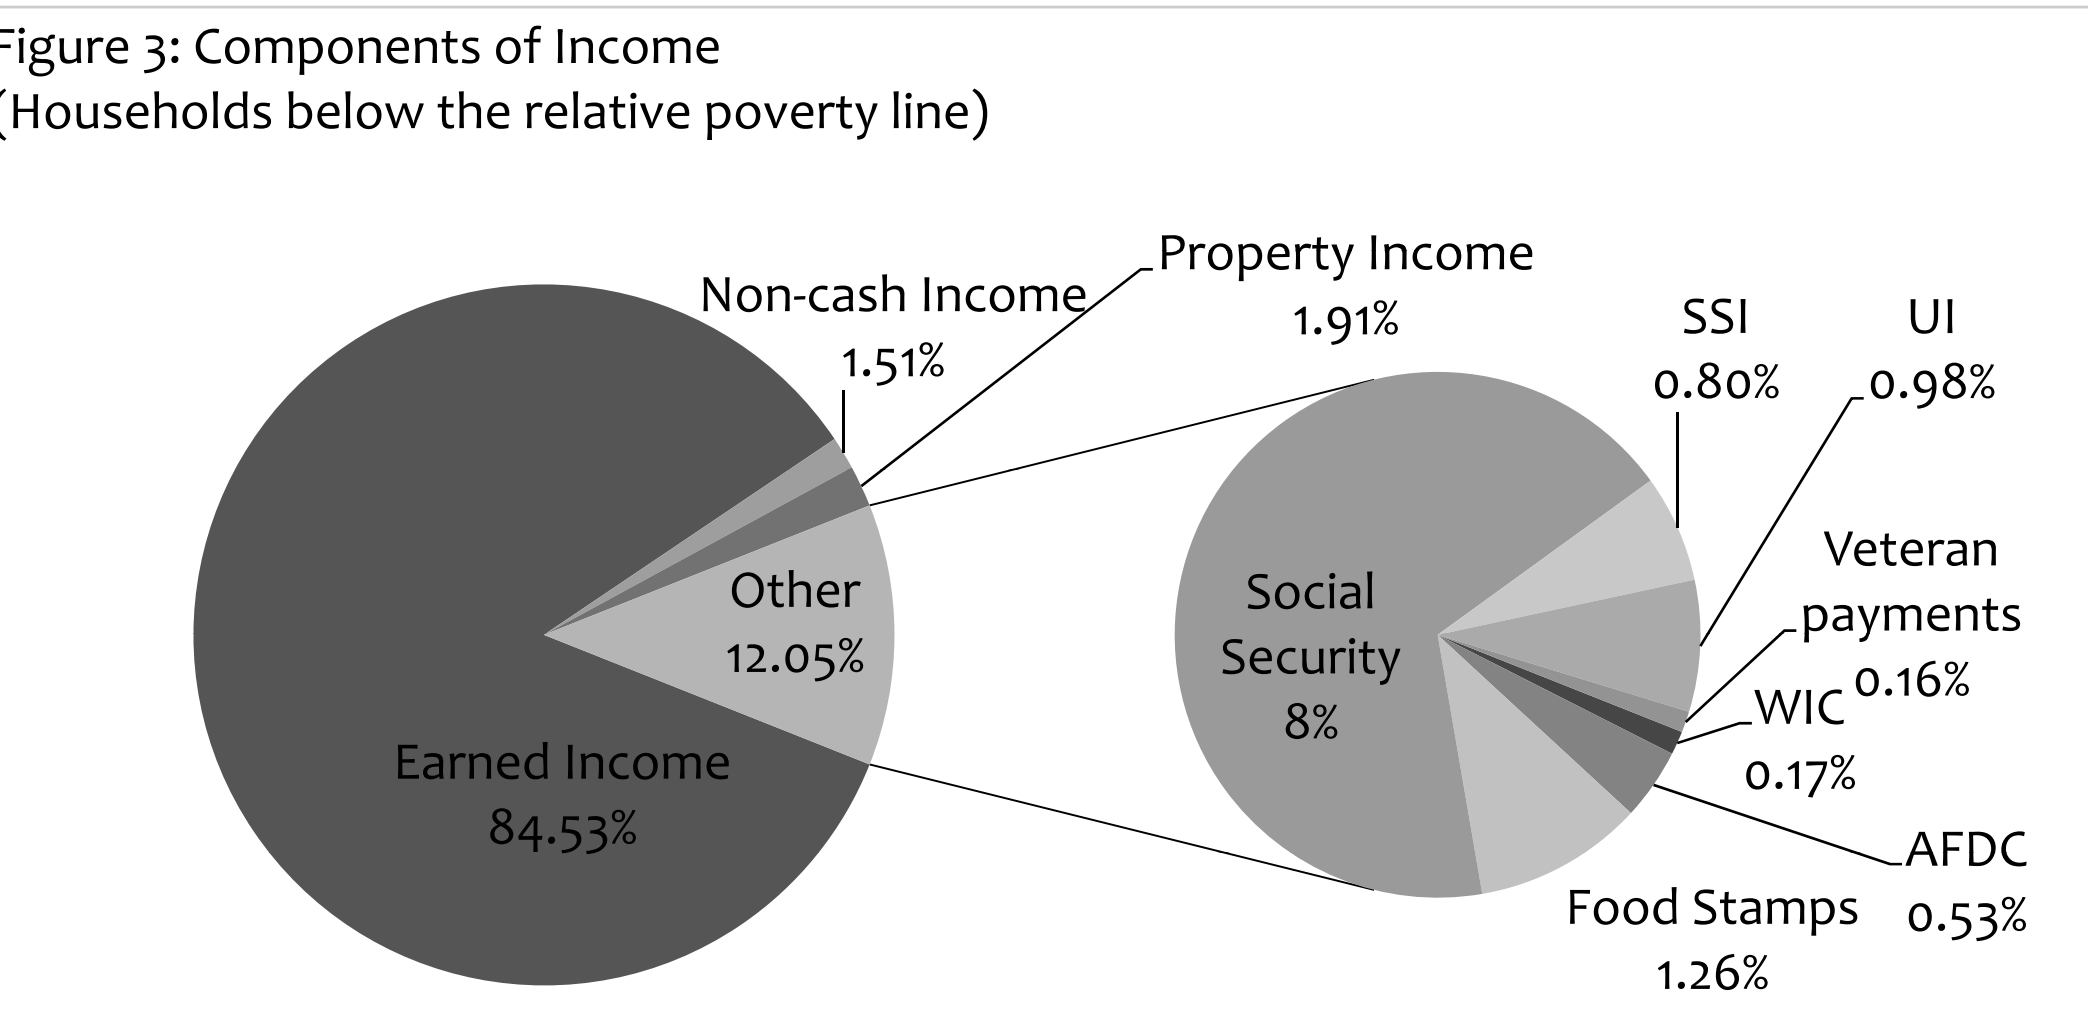 Figure 3: Components of Income
(Households below the relative poverty line)
Non-cash Income
1.51%
Property Income
1.91%
SSI
0.80%
UI
0.98%
Other
12.05%
Earned Income
84.53%
Social
Security
8%
Veteran
payments
0.16%
WIC
0.17%
AFDC
0.53%
Food Stamps
1.26%